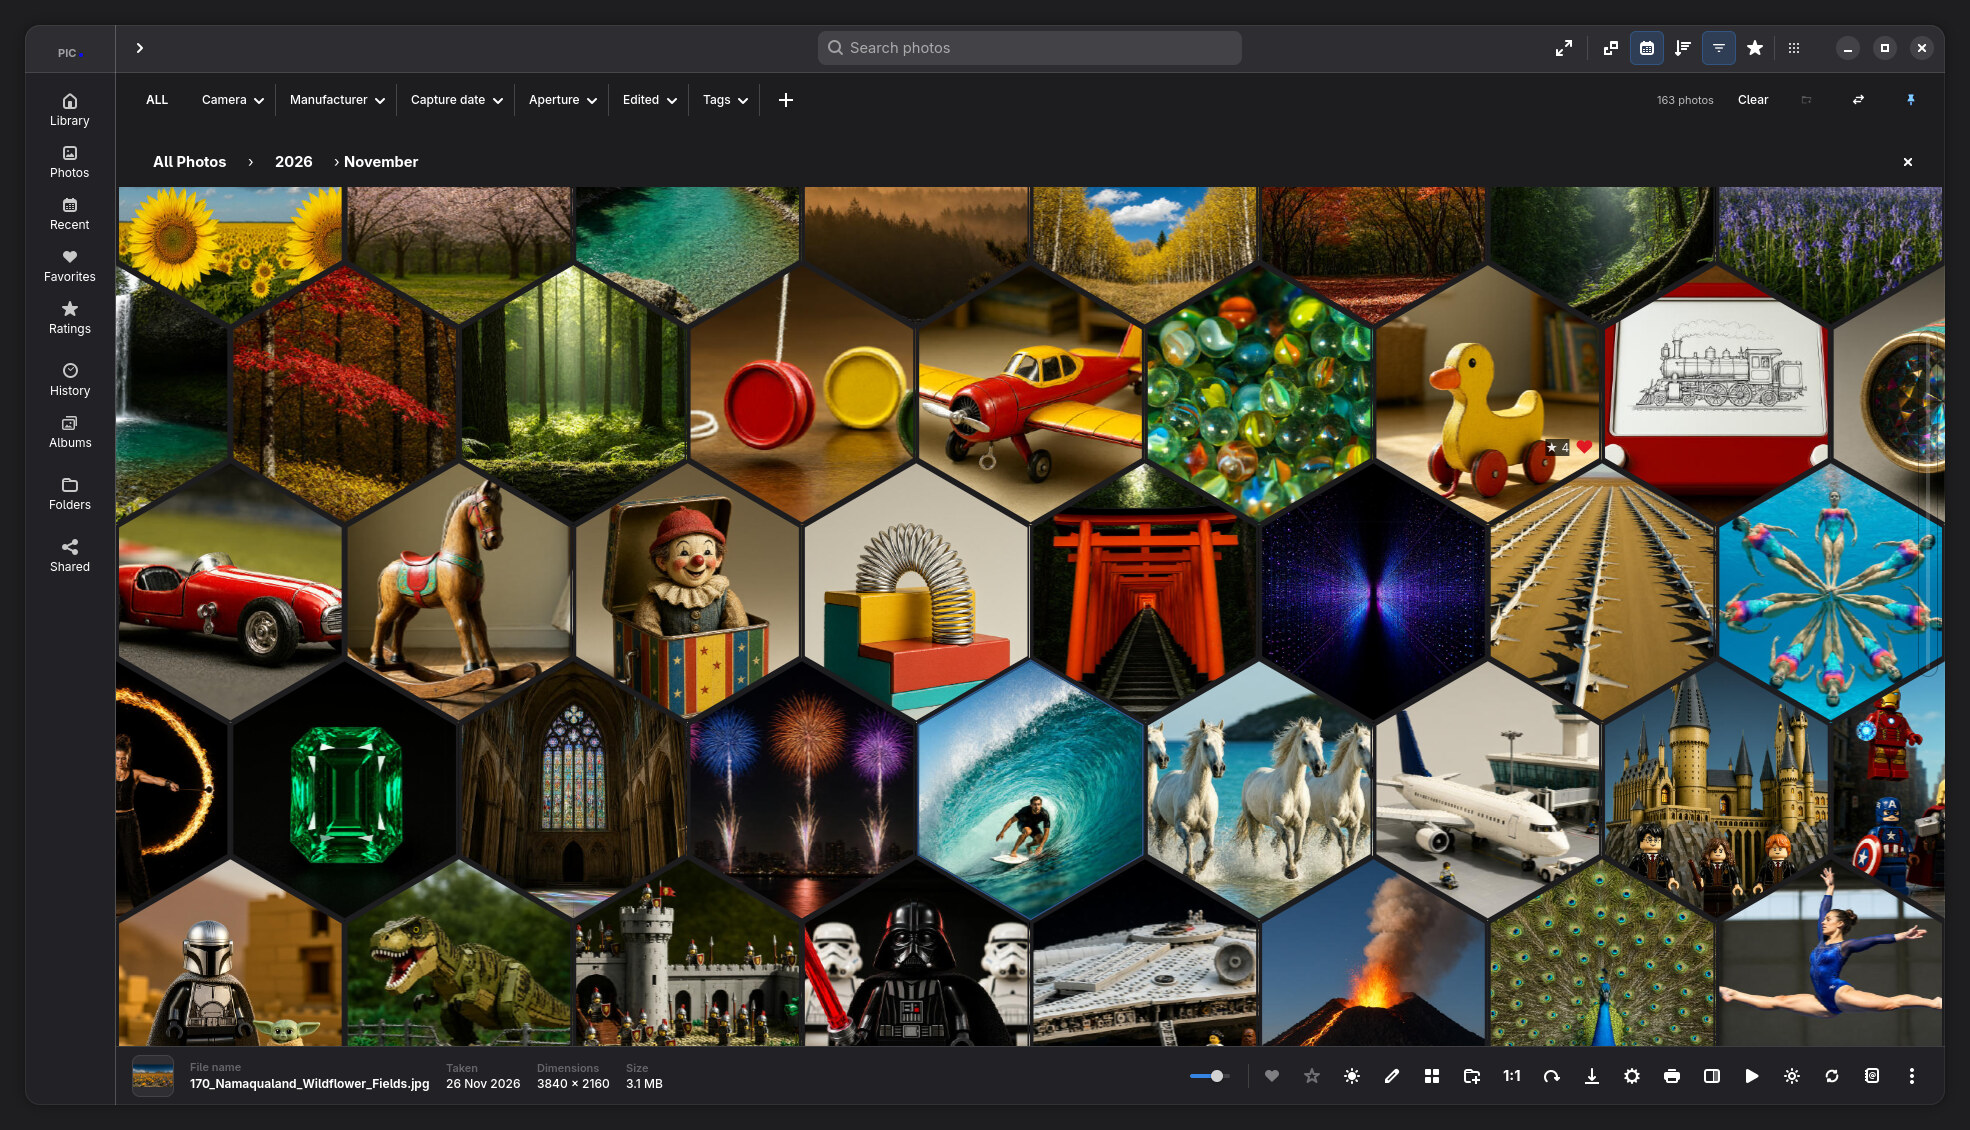 PIC
Search photos
ALL
Camera
Manufacturer
Capture date
Aperture
Edited
Tags
163 photos
Clear
Library
Photos
Recent
Favorites
Ratings
History
Albums
Folders
Shared
All Photos › 2026 › November
★ 4
File name
170_Namaqualand_Wildflower_Fields.jpg
Taken
26 Nov 2026
Dimensions
3840 × 2160
Size
3.1 MB
1:1